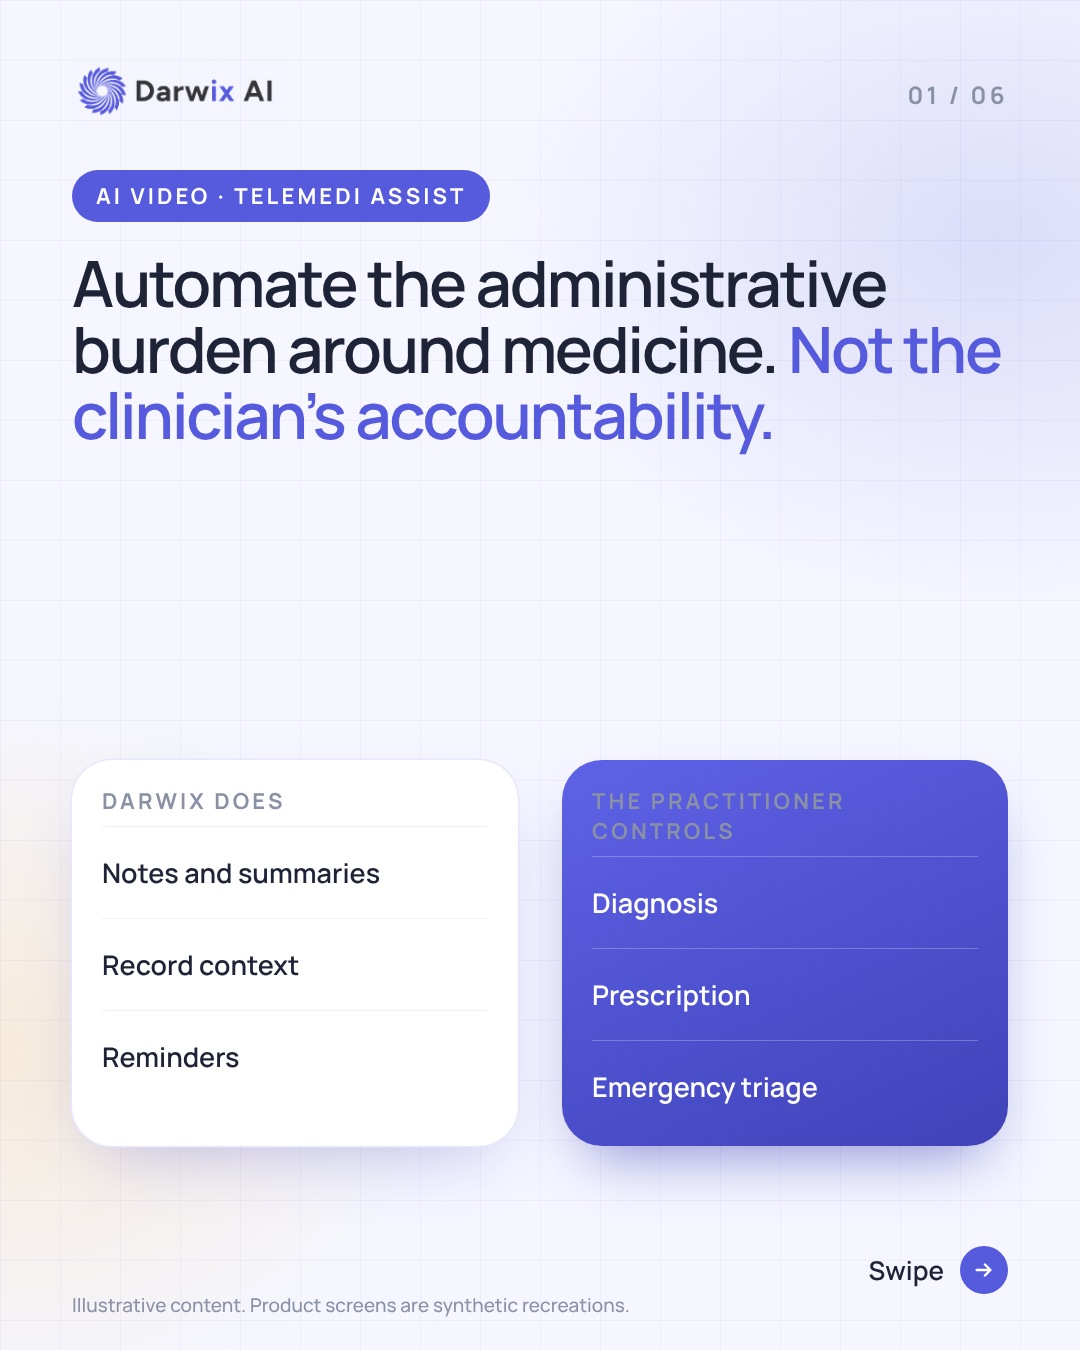 Darwix AI
01 / 06
AI VIDEO · TELEMEDI ASSIST
Automate the administrative
burden around medicine. Not the
clinician’s accountability.
DARWIX DOES
Notes and summaries
Record context
Reminders
THE PRACTITIONER
CONTROLS
Diagnosis
Prescription
Emergency triage
Swipe
Illustrative content. Product screens are synthetic recreations.